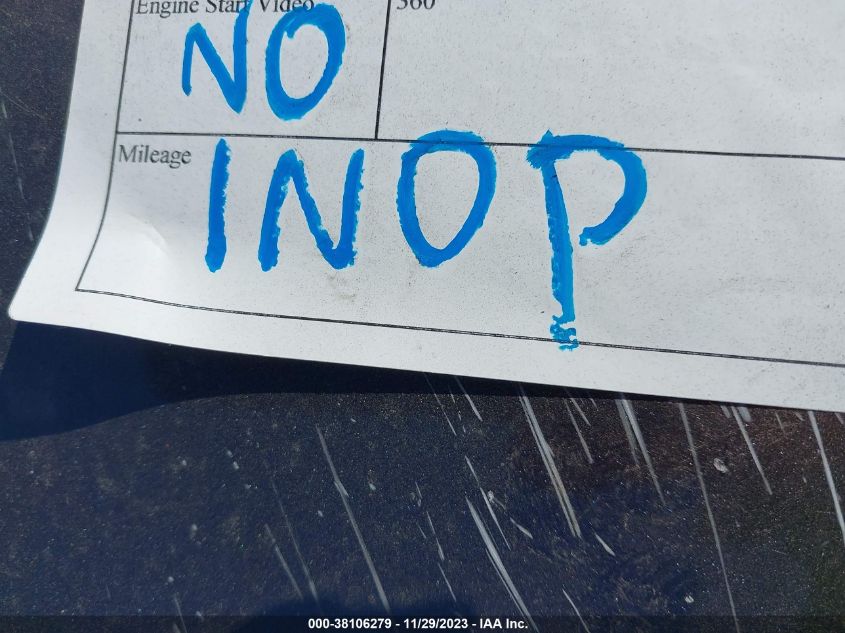 Engine Start Video 360
NO
Mileage INOP
000-38106279 - 11/29/2023 - IAA Inc.